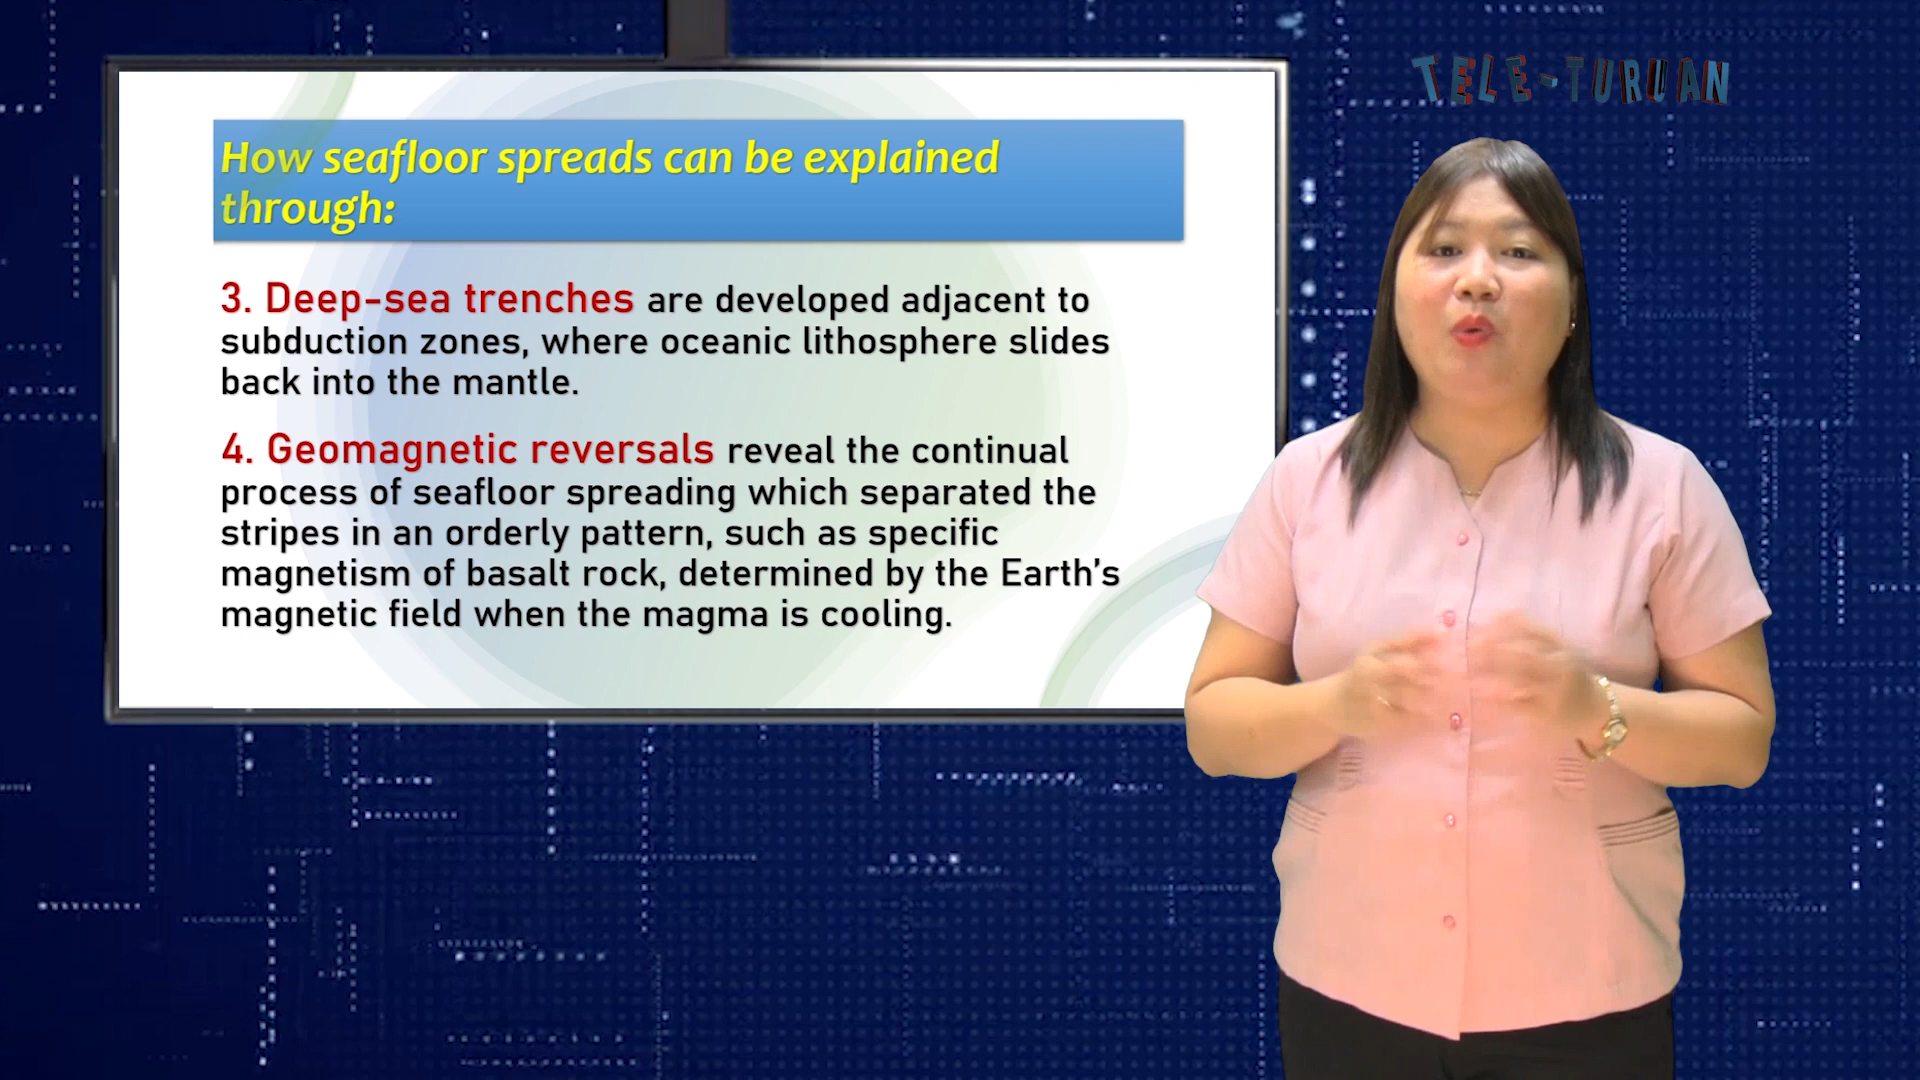 TELE-TURUAN
How seafloor spreads can be explained
through:
3. Deep-sea trenches are developed adjacent to
subduction zones, where oceanic lithosphere slides
back into the mantle.
4. Geomagnetic reversals reveal the continual
process of seafloor spreading which separated the
stripes in an orderly pattern, such as specific
magnetism of basalt rock, determined by the Earth's
magnetic field when the magma is cooling.